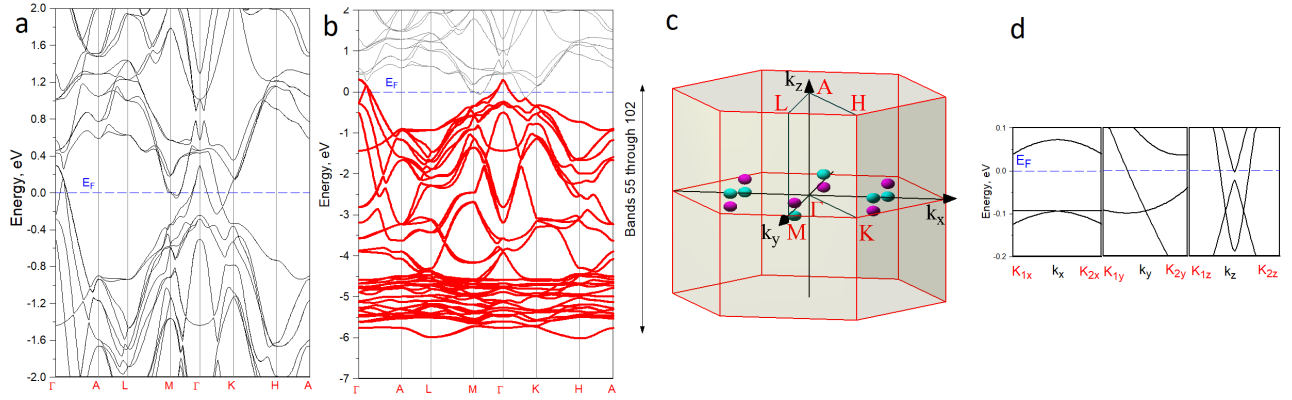 a
Energy, eV
2.0
1.6
1.2
0.8
0.4
0.0
-0.4
-0.8
-1.2
-1.6
-2.0
E_F
Γ A L M Γ K H A
b
Energy, eV
2
1
0
-1
-2
-3
-4
-5
-6
-7
E_F
Γ A L M Γ K H A
Bands 55 through 102
c
k_z A
L H
Γ k_x
k_y M K
d
Energy, eV
0.1
0.0
-0.1
-0.2
E_F
K_1x k_x K_2x K_1y k_y K_2y K_1z k_z K_2z